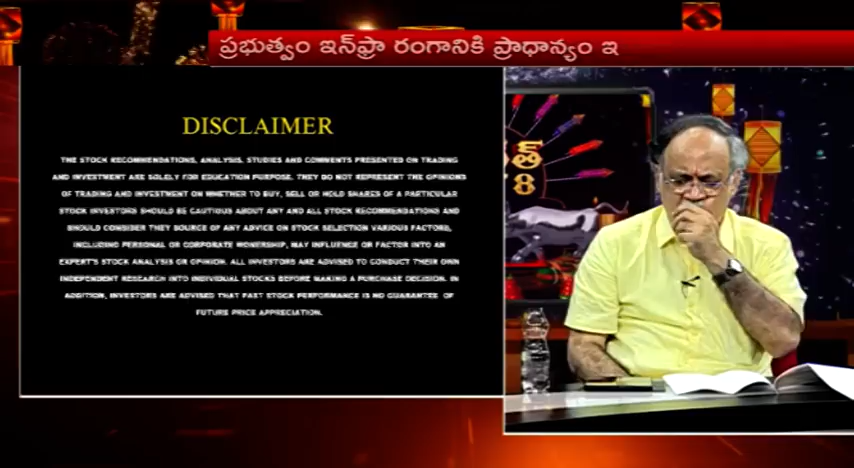 ప్రభుత్వం ఇన్‌ఫ్రా రంగానికి ప్రాధాన్యం ఇ
DISCLAIMER
THE STOCK RECOMMENDATIONS, ANALYSIS, STUDIES AND COMMENTS PRESENTED ON TRADING
AND INVESTMENT ARE SOLELY FOR EDUCATION PURPOSE. THEY DO NOT REPRESENT THE OPINIONS
OF TRADING AND INVESTMENT ON WHETHER TO BUY, SELL OR HOLD SHARES OF A PARTICULAR
STOCK INVESTORS SHOULD BE CAUTIOUS ABOUT ANY AND ALL STOCK RECOMMENDATIONS AND
SHOULD CONSIDER THEY SOURCE OF ANY ADVICE ON STOCK SELECTION VARIOUS FACTORS,
INCLUDING PERSONAL OR CORPORATE WONERSHIP, MAY INFLUENCE OR FACTOR INTO AN
EXPERT'S STOCK ANALYSIS OR OPINION. ALL INVESTORS ARE ADVISED TO CONDUCT THEIR OWN
INDEPENDENT RESEARCH INTO INDIVIDUAL STOCKS BEFORE MAKING A PURCHASE DECISION. IN
ADDITION, INVESTORS ARE ADVISED THAT PAST STOCK PERFORMANCE IS NO GUARANTEE OF
FUTURE PRICE APPRECIATION.
8